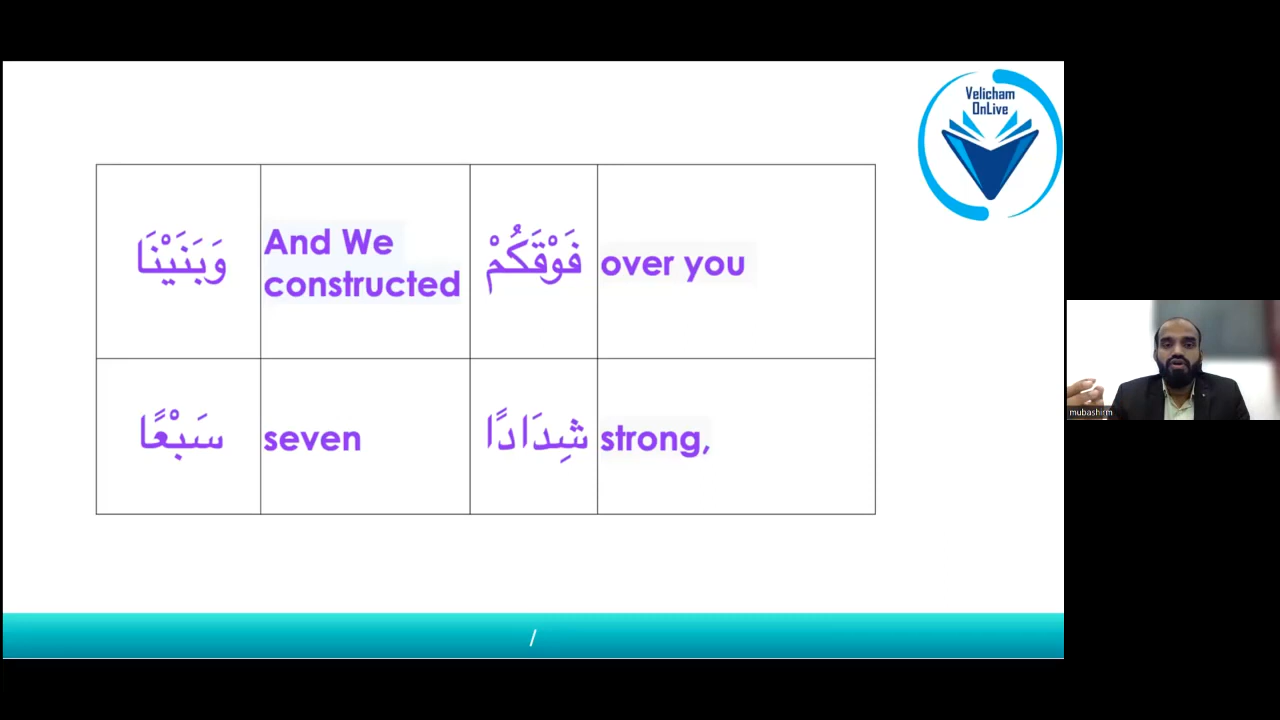 Velicham
OnLive
وَبَنَيْنَا
And We
constructed
فَوْقَكُمْ
over you
سَبْعًا
seven
شِدَادًا
strong,
/
mubashirm